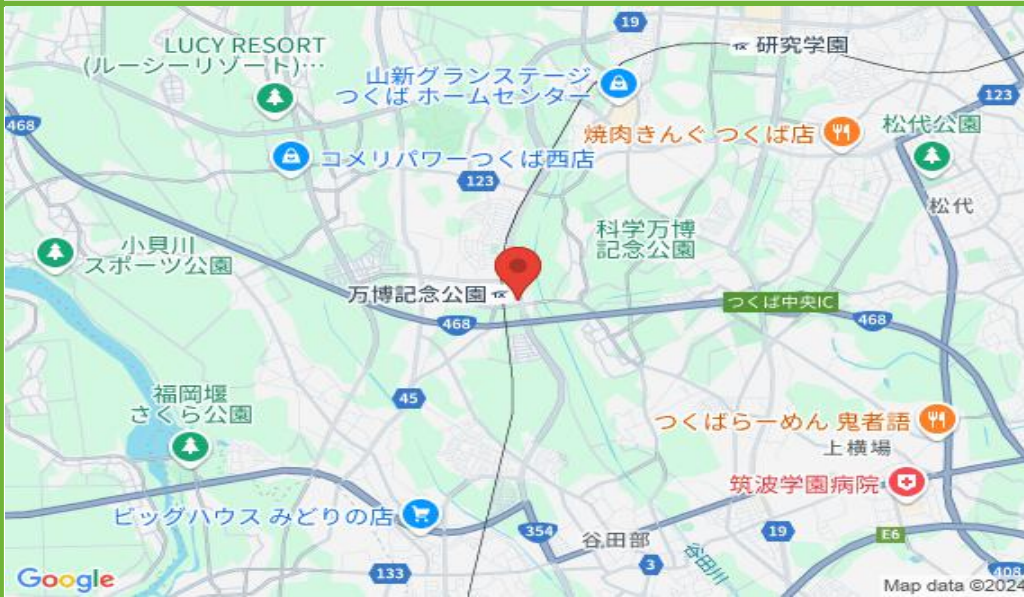 19
研究学園
LUCY RESORT
(ルーシーリゾート)…
山新グランステージ
つくば ホームセンター
123
468
焼肉きんぐ つくば店
松代公園
コメリパワーつくば西店
123
松代
科学万博
記念公園
小貝川
スポーツ公園
万博記念公園
つくば中央IC
468
468
福岡堰
さくら公園
45
つくばらーめん 鬼者語
上横場
筑波学園病院
ビッグハウス みどりの店
354
谷田部
19
E6
3
谷田川
133
408
Google
Map data ©2024